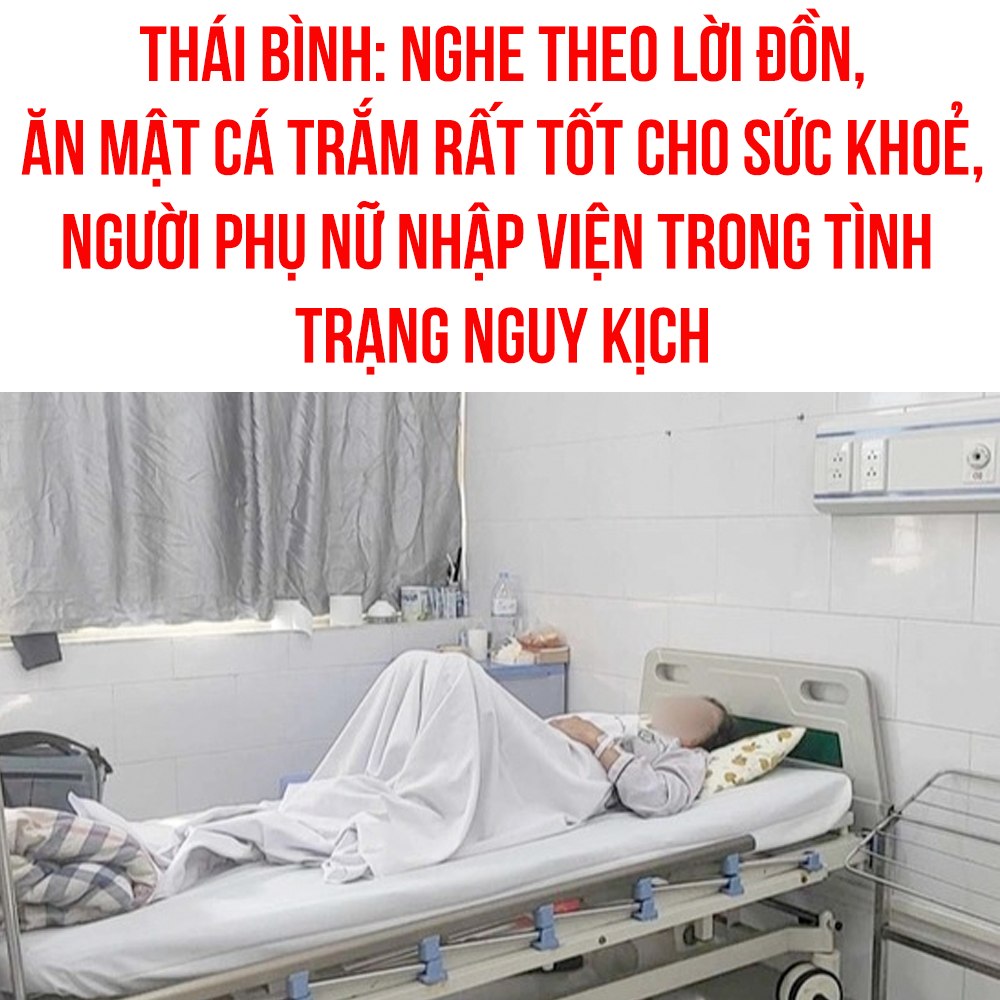 THÁI BÌNH: NGHE THEO LỜI ĐỒN,
ĂN MẬT CÁ TRẮM RẤT TỐT CHO SỨC KHOẺ,
NGƯỜI PHỤ NỮ NHẬP VIỆN TRONG TÌNH
TRẠNG NGUY KỊCH